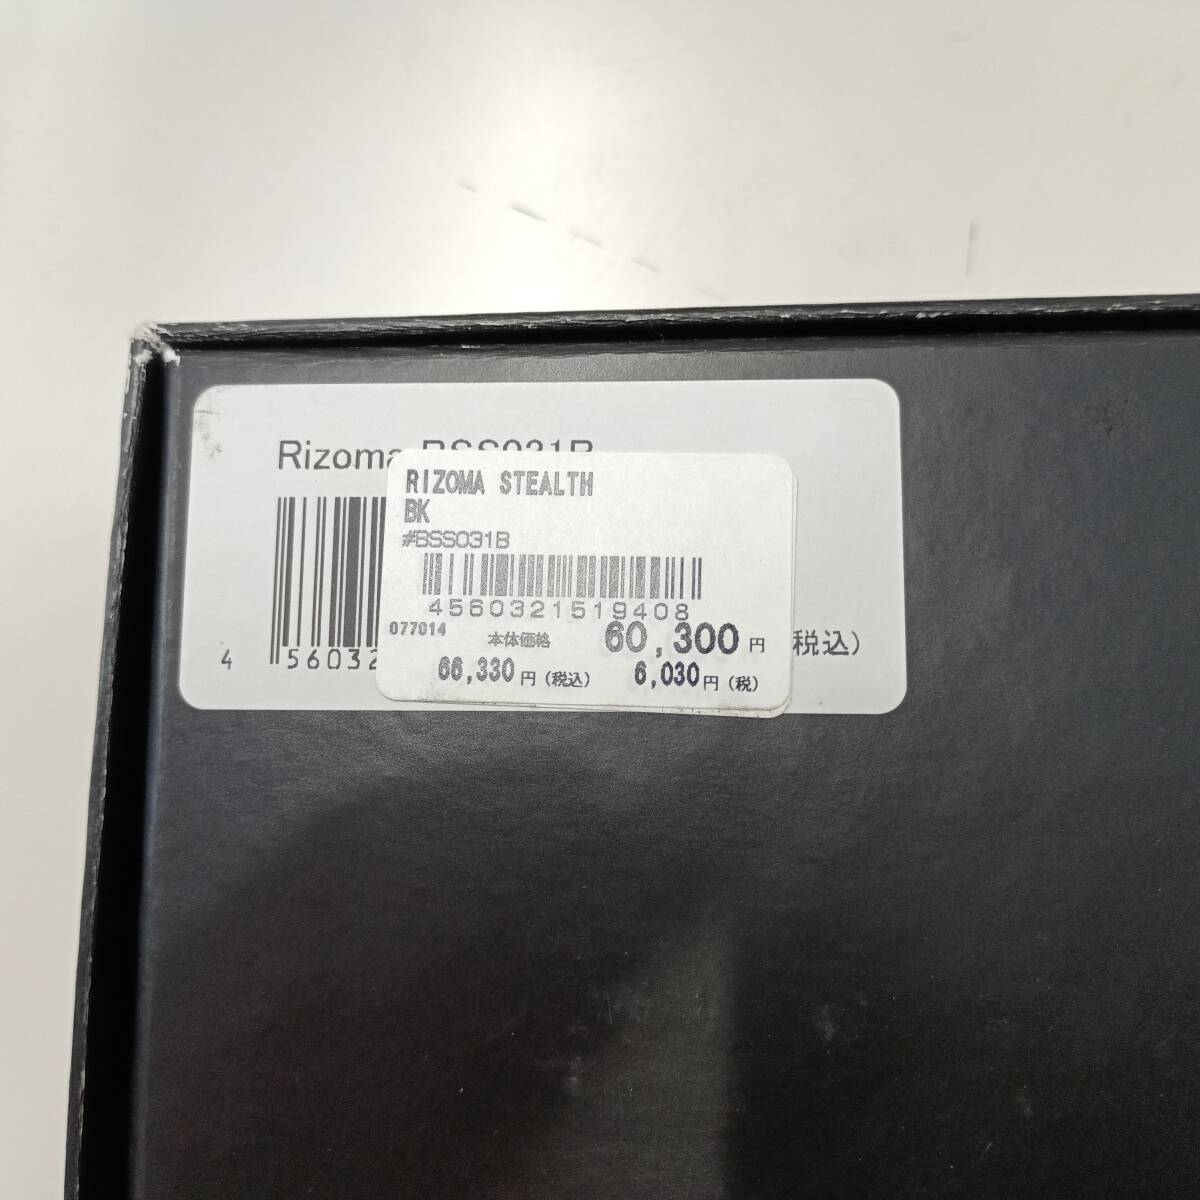 Rizoma BSS031B
RIZOMA STEALTH
BK
#BSS031B
4560321519408
077014 本体価格 60,300円
66,330円(税込) 6,030円(税)
4 56032
税込)